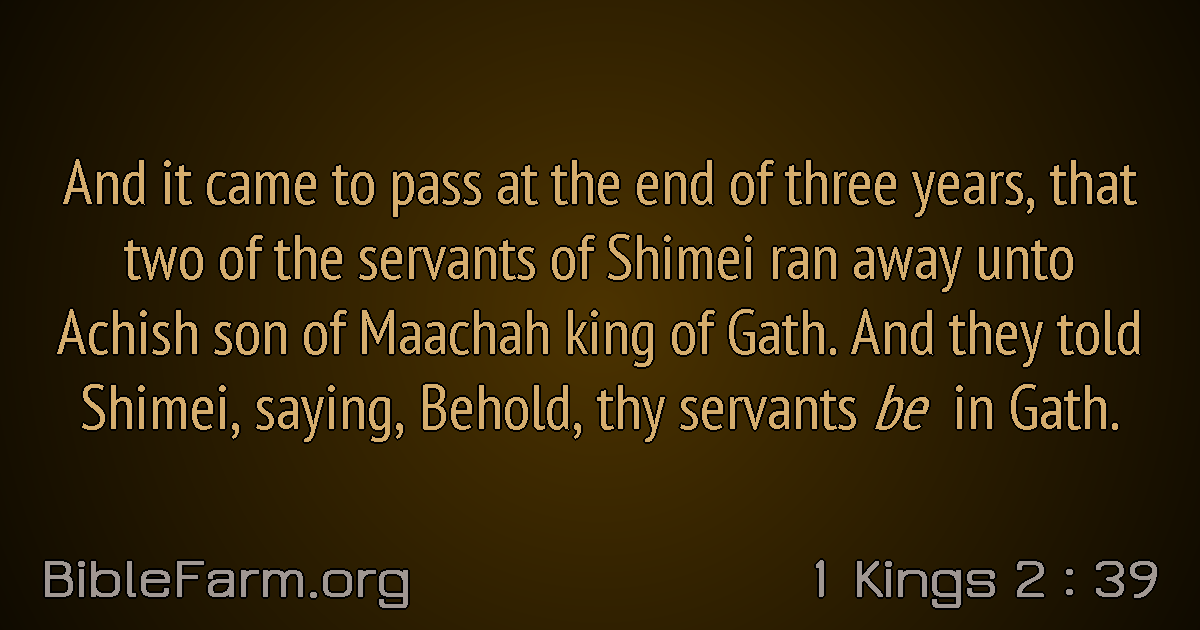 And it came to pass at the end of three years, that
two of the servants of Shimei ran away unto
Achish son of Maachah king of Gath. And they told
Shimei, saying, Behold, thy servants be in Gath.
BibleFarm.org
1 Kings 2 : 39